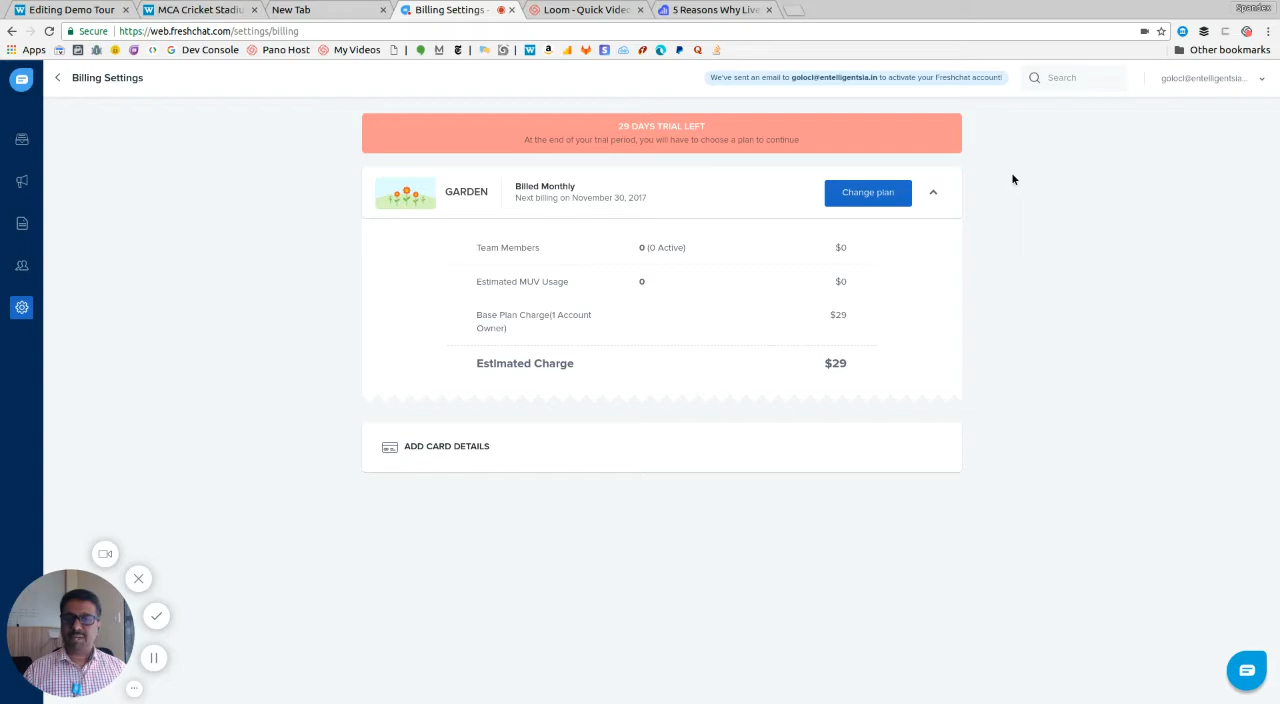 Editing Demo Tour
MCA Cricket Stadiu
New Tab
Billing Settings -
Loom - Quick Video
5 Reasons Why Live
Spandex
Secure
https://web.freshchat.com/settings/billing
Apps
Dev Console
Pano Host
My Videos
Other bookmarks
Billing Settings
We've sent an email to goloci@entelligentsia.in to activate your Freshchat account!
Search
goloci@entelligentsia...
29 DAYS TRIAL LEFT
At the end of your trial period, you will have to choose a plan to continue
GARDEN
Billed Monthly
Next billing on November 30, 2017
Change plan
Team Members 0 (0 Active) $0
Estimated MUV Usage 0 $0
Base Plan Charge(1 Account
Owner)
$29
Estimated Charge $29
ADD CARD DETAILS